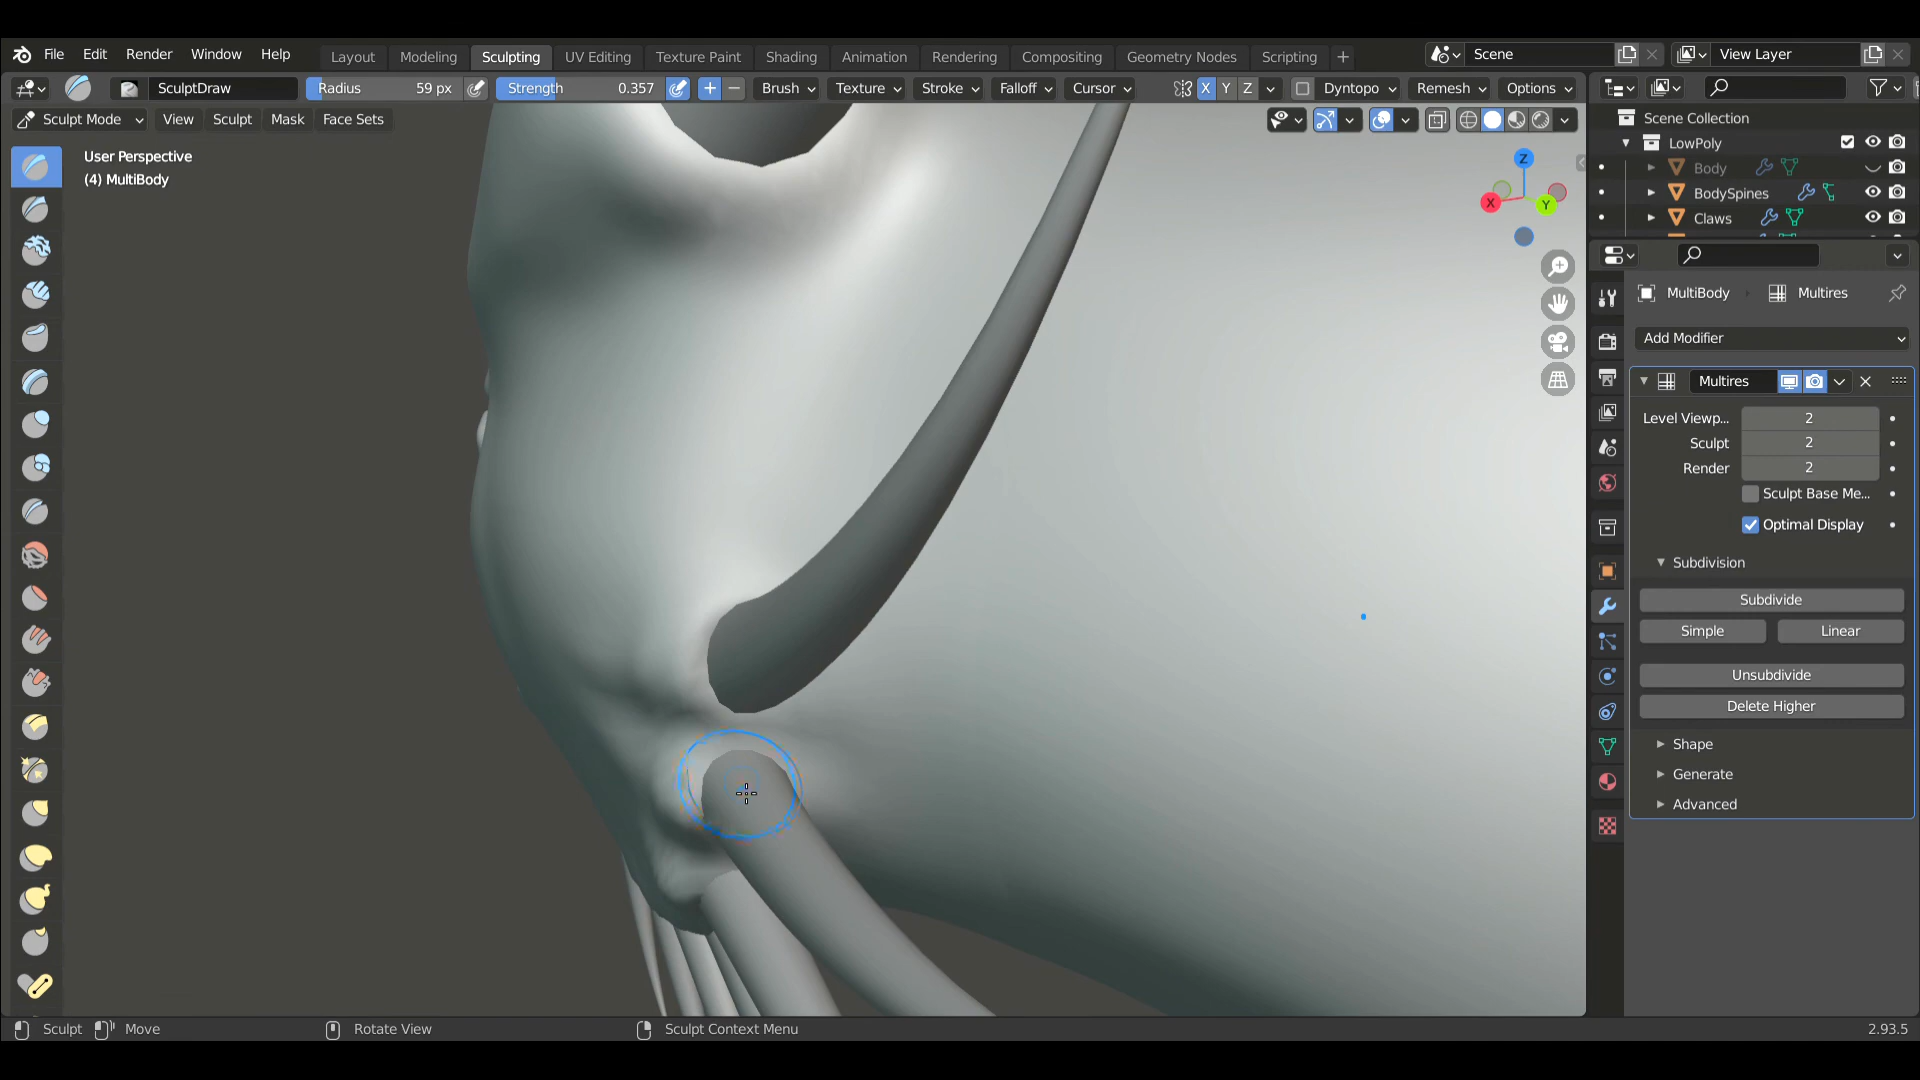 File Edit Render Window Help Layout Modeling Sculpting UV Editing Texture Paint Shading Animation Rendering Compositing Geometry Nodes Scripting + Scene View Layer
SculptDraw Radius 59 px Strength 0.357 Brush Texture Stroke Falloff Cursor X Y Z Dyntopo Remesh Options
Sculpt Mode View Sculpt Mask Face Sets
Scene Collection
LowPoly
Body
BodySpines
Claws
User Perspective
(4) MultiBody
Z
X
Y
MultiBody Multires
Add Modifier
Multires
Level Viewp... 2
Sculpt 2
Render 2
Sculpt Base Me...
Optimal Display
Subdivision
Subdivide
Simple Linear
Unsubdivide
Delete Higher
Shape
Generate
Advanced
Sculpt Move Rotate View Sculpt Context Menu 2.93.5